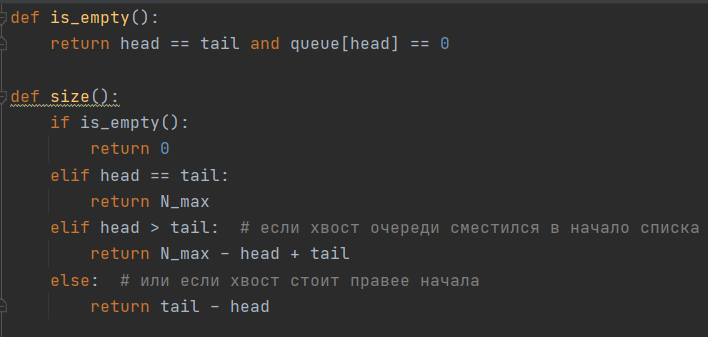 def is_empty():
    return head == tail and queue[head] == 0

def size():
    if is_empty():
        return 0
    elif head == tail:
        return N_max
    elif head > tail:  # если хвост очереди сместился в начало списка
        return N_max - head + tail
    else:  # или если хвост стоит правее начала
        return tail - head